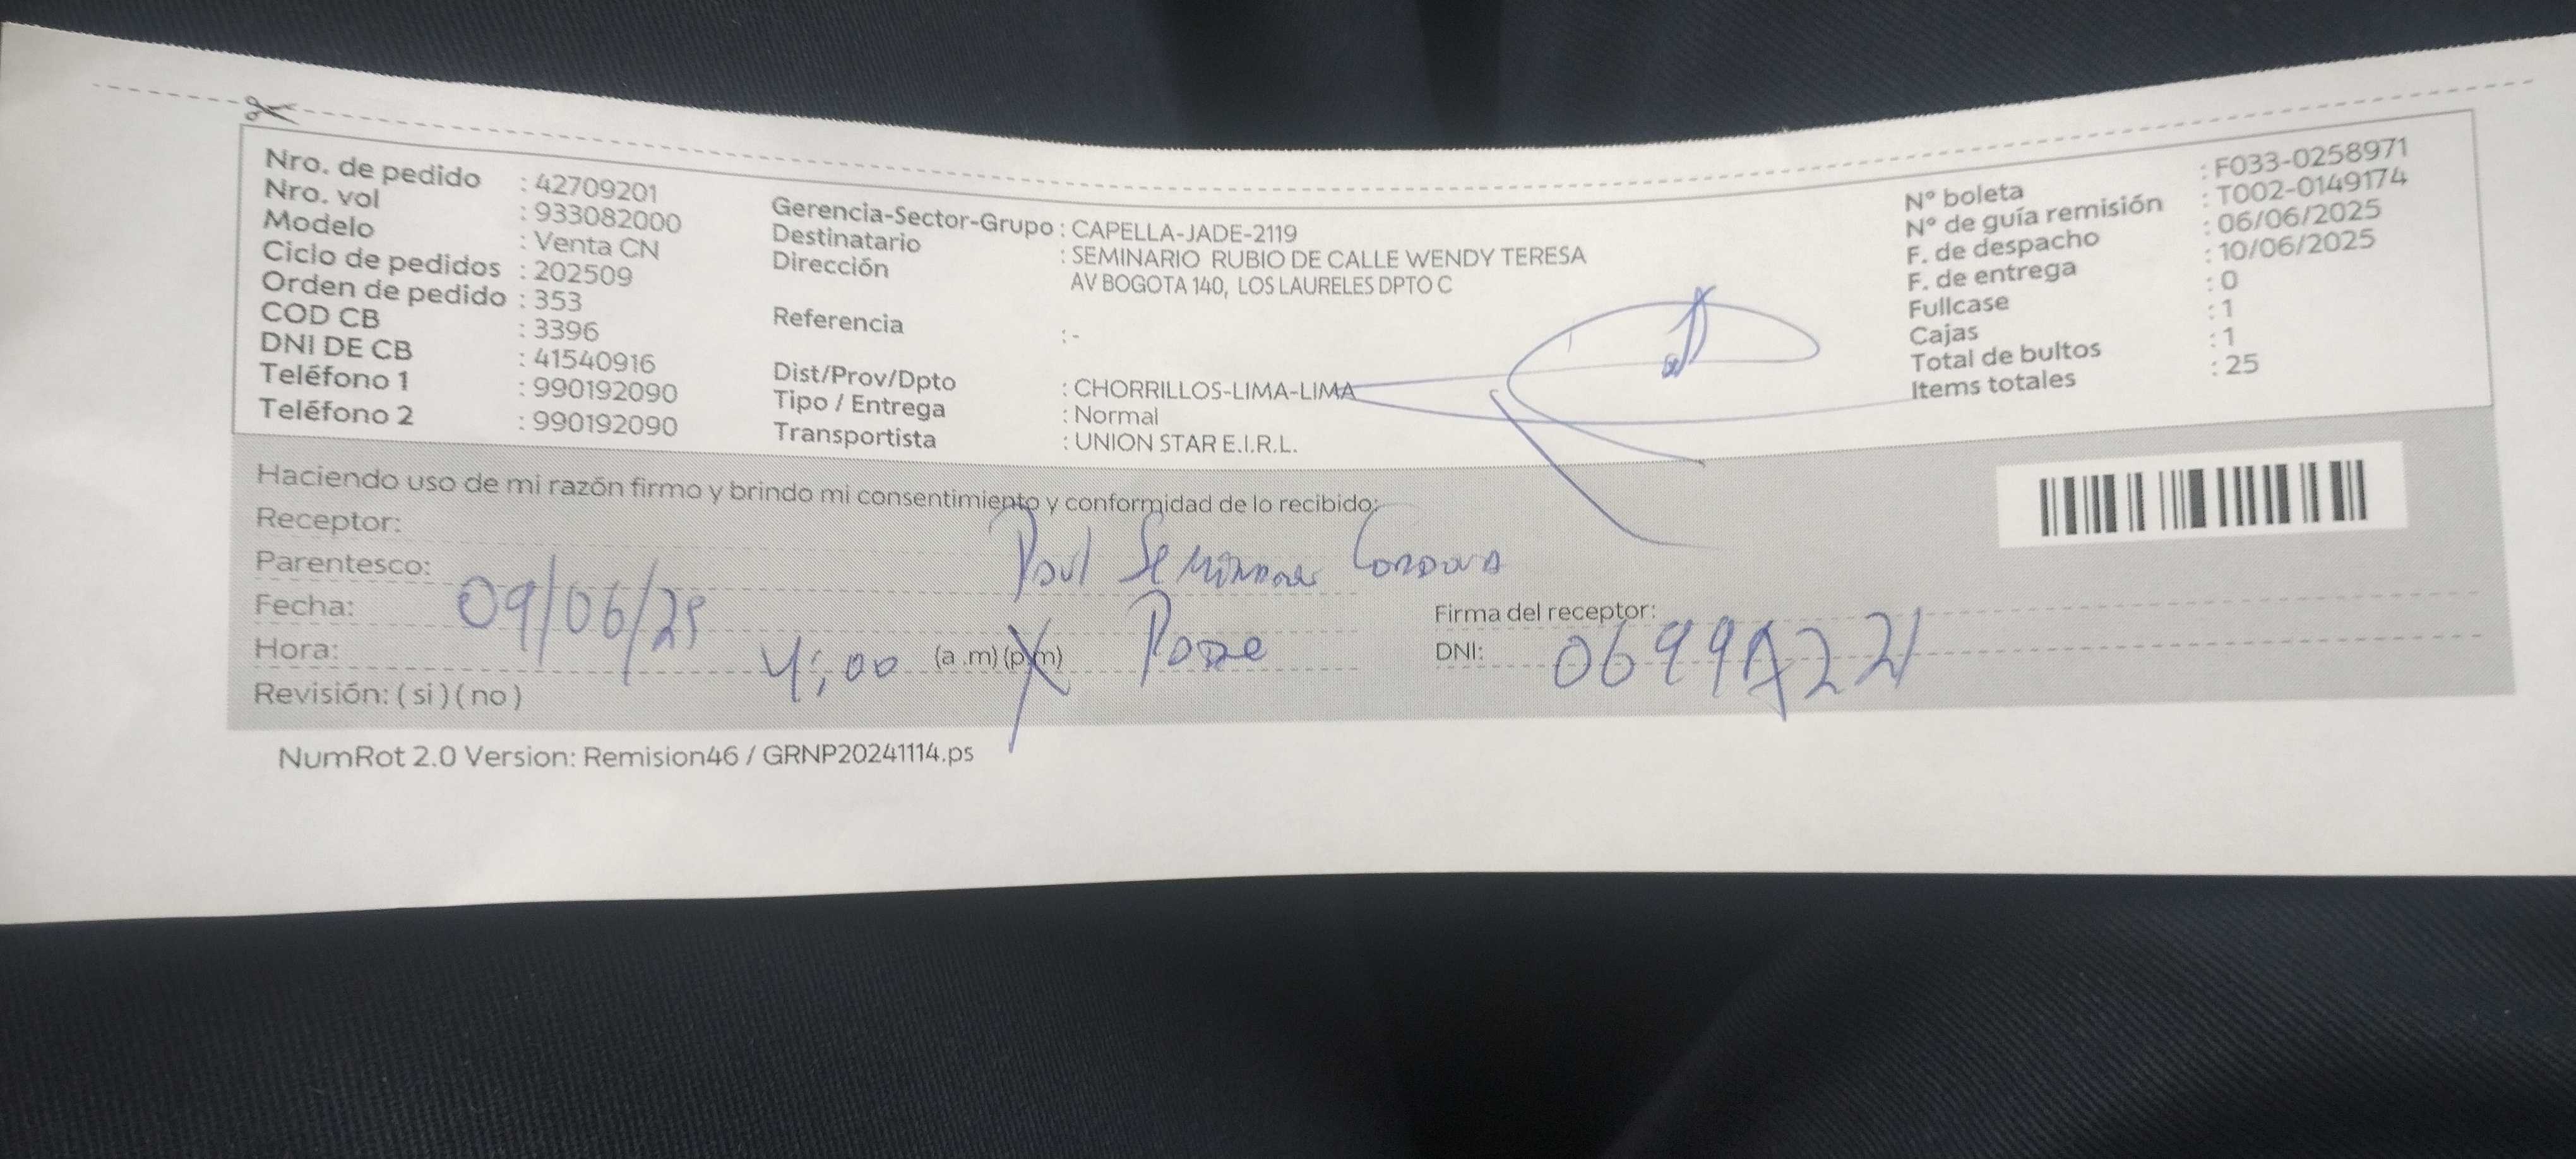 Nro. de pedido : 42709201
Nro. vol : 933082000
Modelo : Venta CN
Ciclo de pedidos : 202509
Orden de pedido : 353
COD CB : 3396
DNI DE CB : 41540916
Teléfono 1 : 990192090
Teléfono 2 : 990192090
Gerencia-Sector-Grupo : CAPELLA-JADE-2119
Destinatario : SEMINARIO RUBIO DE CALLE WENDY TERESA
Dirección AV BOGOTA 140, LOS LAURELES DPTO C
Referencia : -
Dist/Prov/Dpto : CHORRILLOS-LIMA-LIMA
Tipo / Entrega : Normal
Transportista : UNION STAR E.I.R.L.
N° boleta : F033-0258971
N° de guía remisión : T002-0149174
F. de despacho : 06/06/2025
F. de entrega : 10/06/2025
Fullcase : 0
Cajas : 1
Total de bultos : 1
Items totales : 25
Haciendo uso de mi razón firmo y brindo mi consentimiento y conformidad de lo recibido:
Receptor:
Parentesco:
Fecha: 09/06/25
Hora: 4:00 (a .m) (p.m)
Firma del receptor:
DNI:
Revisión: ( si ) ( no )
NumRot 2.0 Version: Remision46 / GRNP20241114.ps